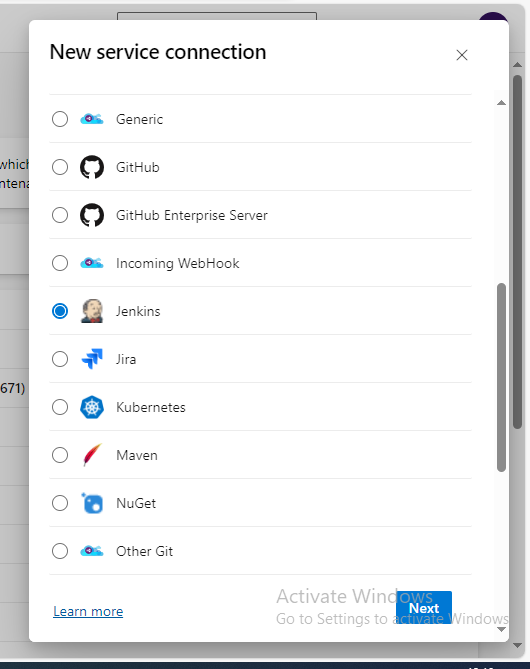 New service connection
Generic
GitHub
which
ntena
GitHub Enterprise Server
Incoming WebHook
Jenkins
Jira
671)
Kubernetes
Maven
NuGet
Other Git
Activate Windows
Learn more
Next
Go to Settings to activate Windows